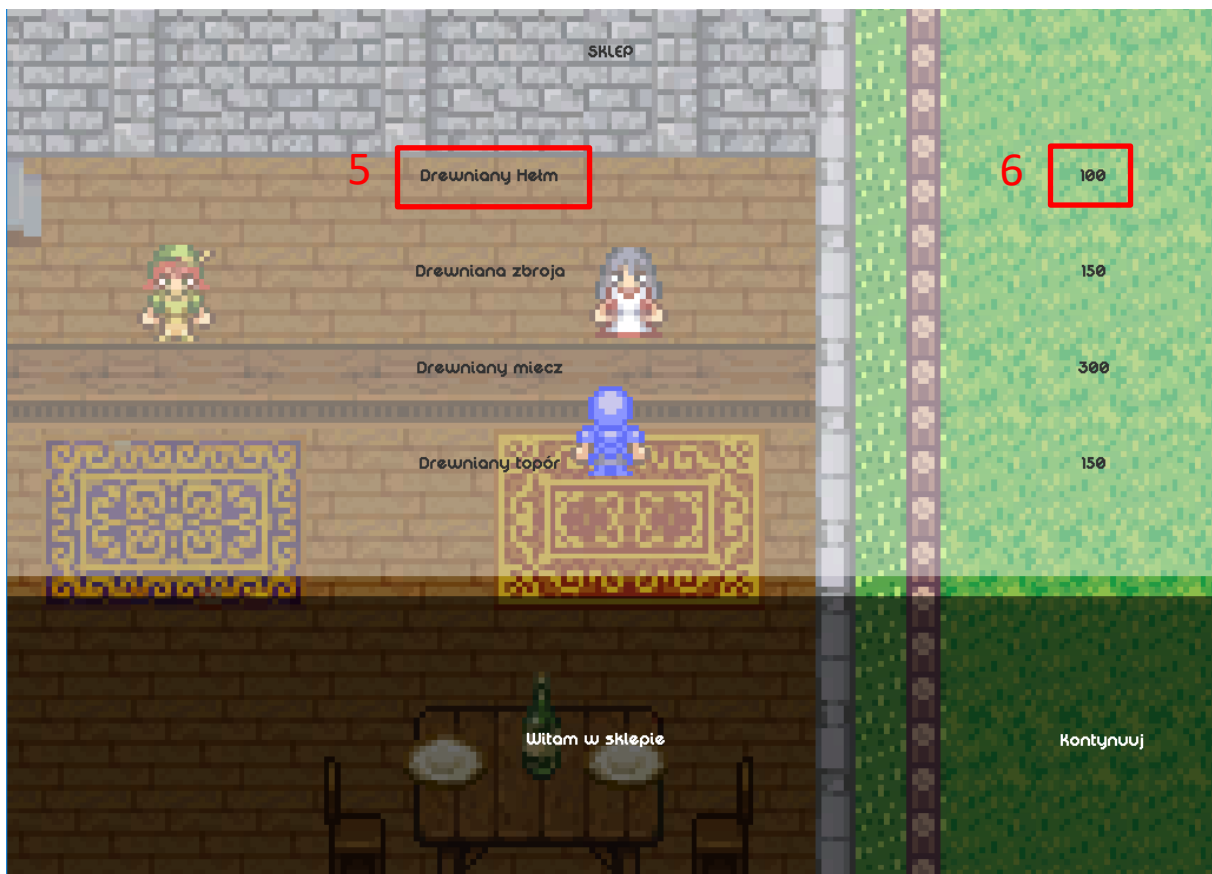 SKLEP
5 Drewniany Hełm 6 100
Drewniana zbroja 150
Drewniany miecz 300
Drewniany topór 150
Witam w sklepie Kontynuuj